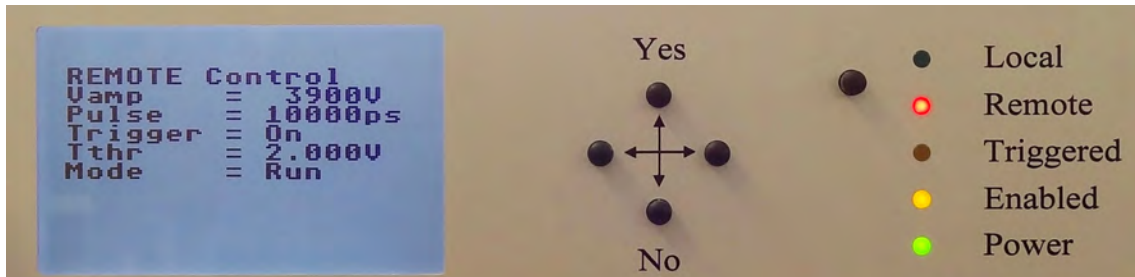 REMOTE Control
Vamp = 3900V
Pulse = 10000ps
Trigger = On
Tthr = 2.000V
Mode = Run
Yes
No
Local
Remote
Triggered
Enabled
Power